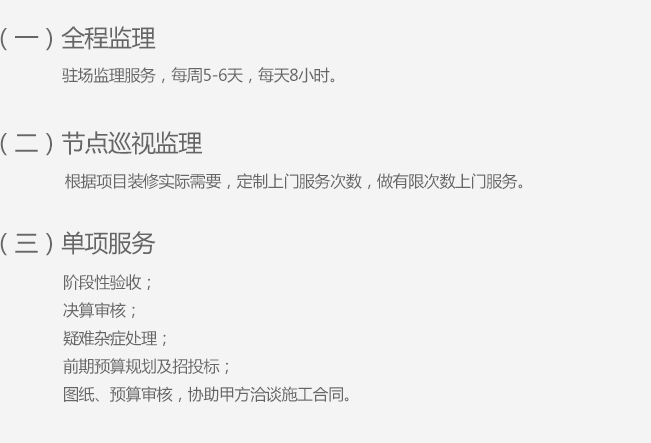 （一）全程监理
驻场监理服务，每周5-6天，每天8小时。
（二）节点巡视监理
根据项目装修实际需要，定制上门服务次数，做有限次数上门服务。
（三）单项服务
阶段性验收；
决算审核；
疑难杂症处理；
前期预算规划及招投标；
图纸、预算审核，协助甲方洽谈施工合同。